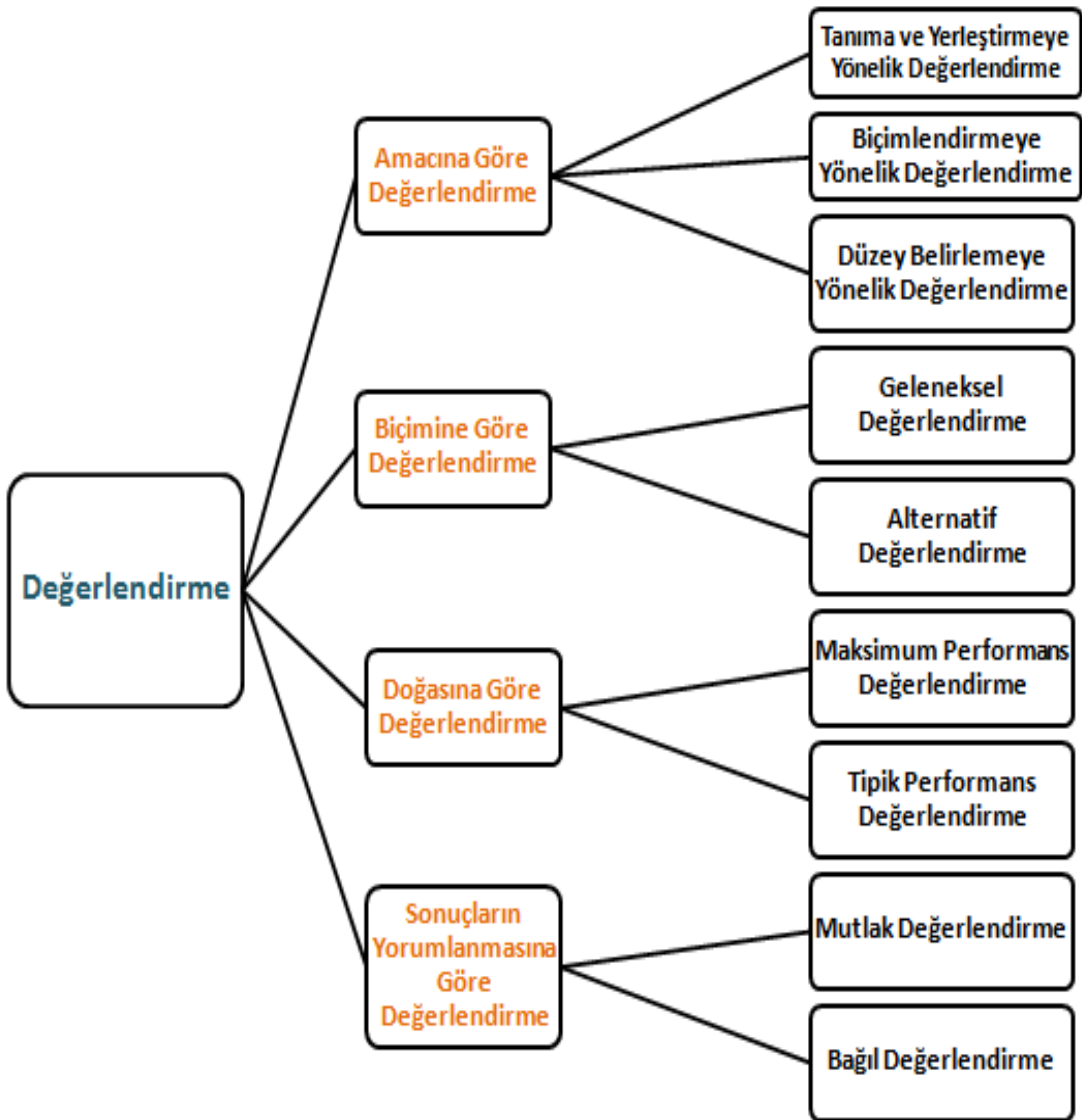 Değerlendirme
Amacına Göre
Değerlendirme
Tanıma ve Yerleştirmeye
Yönelik Değerlendirme
Biçimlendirmeye
Yönelik Değerlendirme
Düzey Belirlemeye
Yönelik Değerlendirme
Biçimine Göre
Değerlendirme
Geleneksel
Değerlendirme
Alternatif
Değerlendirme
Doğasına Göre
Değerlendirme
Maksimum Performans
Değerlendirme
Tipik Performans
Değerlendirme
Sonuçların
Yorumlanmasına
Göre
Değerlendirme
Mutlak Değerlendirme
Bağıl Değerlendirme